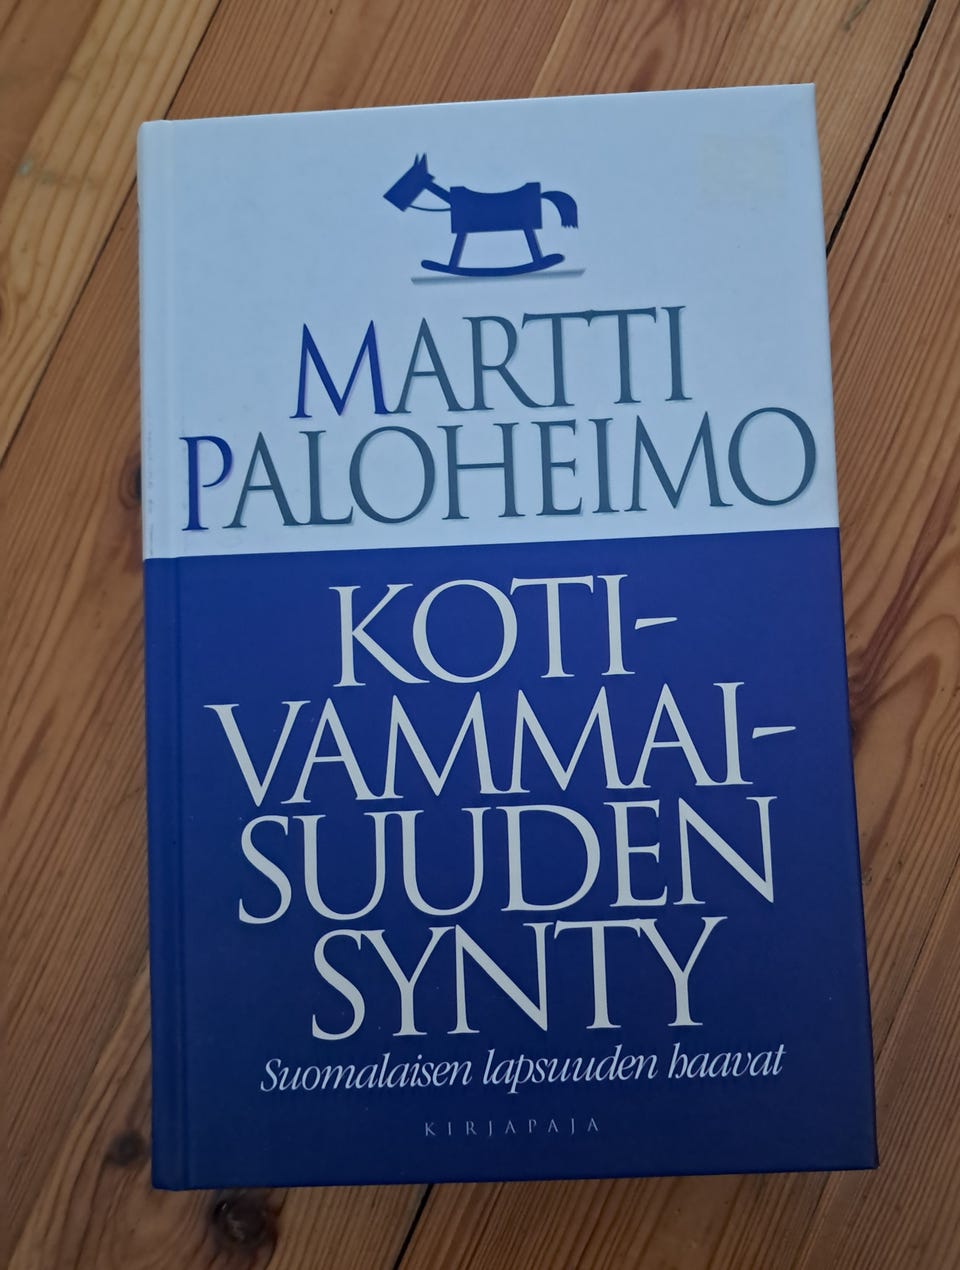 MARTTI
PALOHEIMO
KOTI-
VAMMAI-
SUUDEN
SYNTY
Suomalaisen lapsuuden haavat
KIRJAPAJA